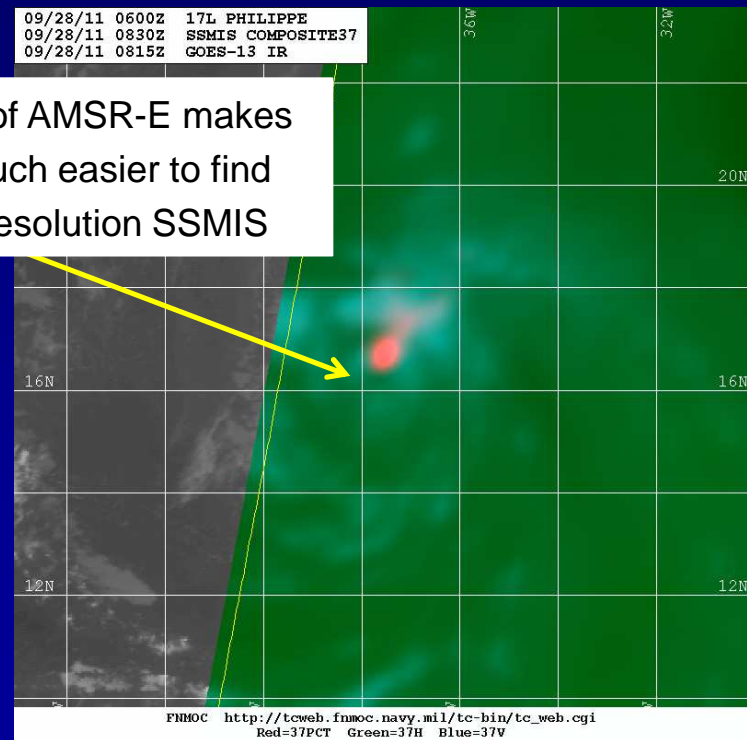 09/28/11 0600Z 17L PHILIPPE
09/28/11 0830Z SSMIS COMPOSITE37
09/28/11 0815Z GOES-13 IR
of AMSR-E makes
easier to find
esolution SSMIS
36W
32W
20N
16N
16N
12N
12N
FNMOC http://tcweb.fnmoc.navy.mil/tc-bin/tc_web.cgi
Red=37PCT Green=37H Blue=37V